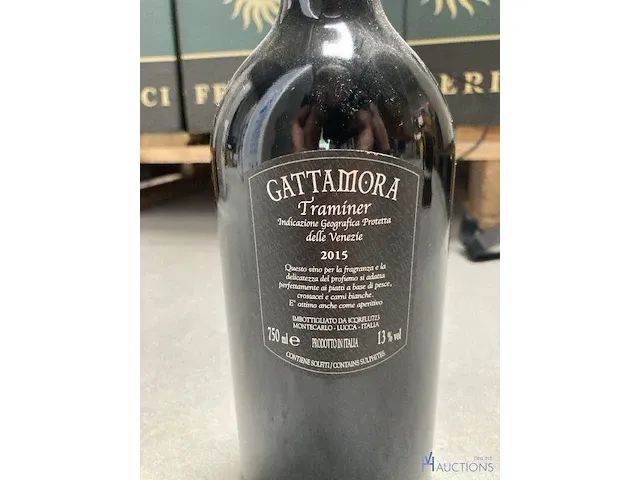 GATTAMORA
Traminer
Indicazione Geografica Protetta
delle Venezie
2015
Questo vino per la fragranza e la
delicatezza del profumo si adatta
perfettamente ai piatti a base di pesce,
crostacei e carni bianche.
E' ottimo anche come aperitivo
IMBOTTIGLIATO DA ICQRFLU723
MONTECARLO - LUCCA - ITALIA
750 ml e PRODOTTO IN ITALIA 13 % vol
CONTIENE SOLFITI / CONTAINS SULPHITES
ONLINE
AUCTIONS